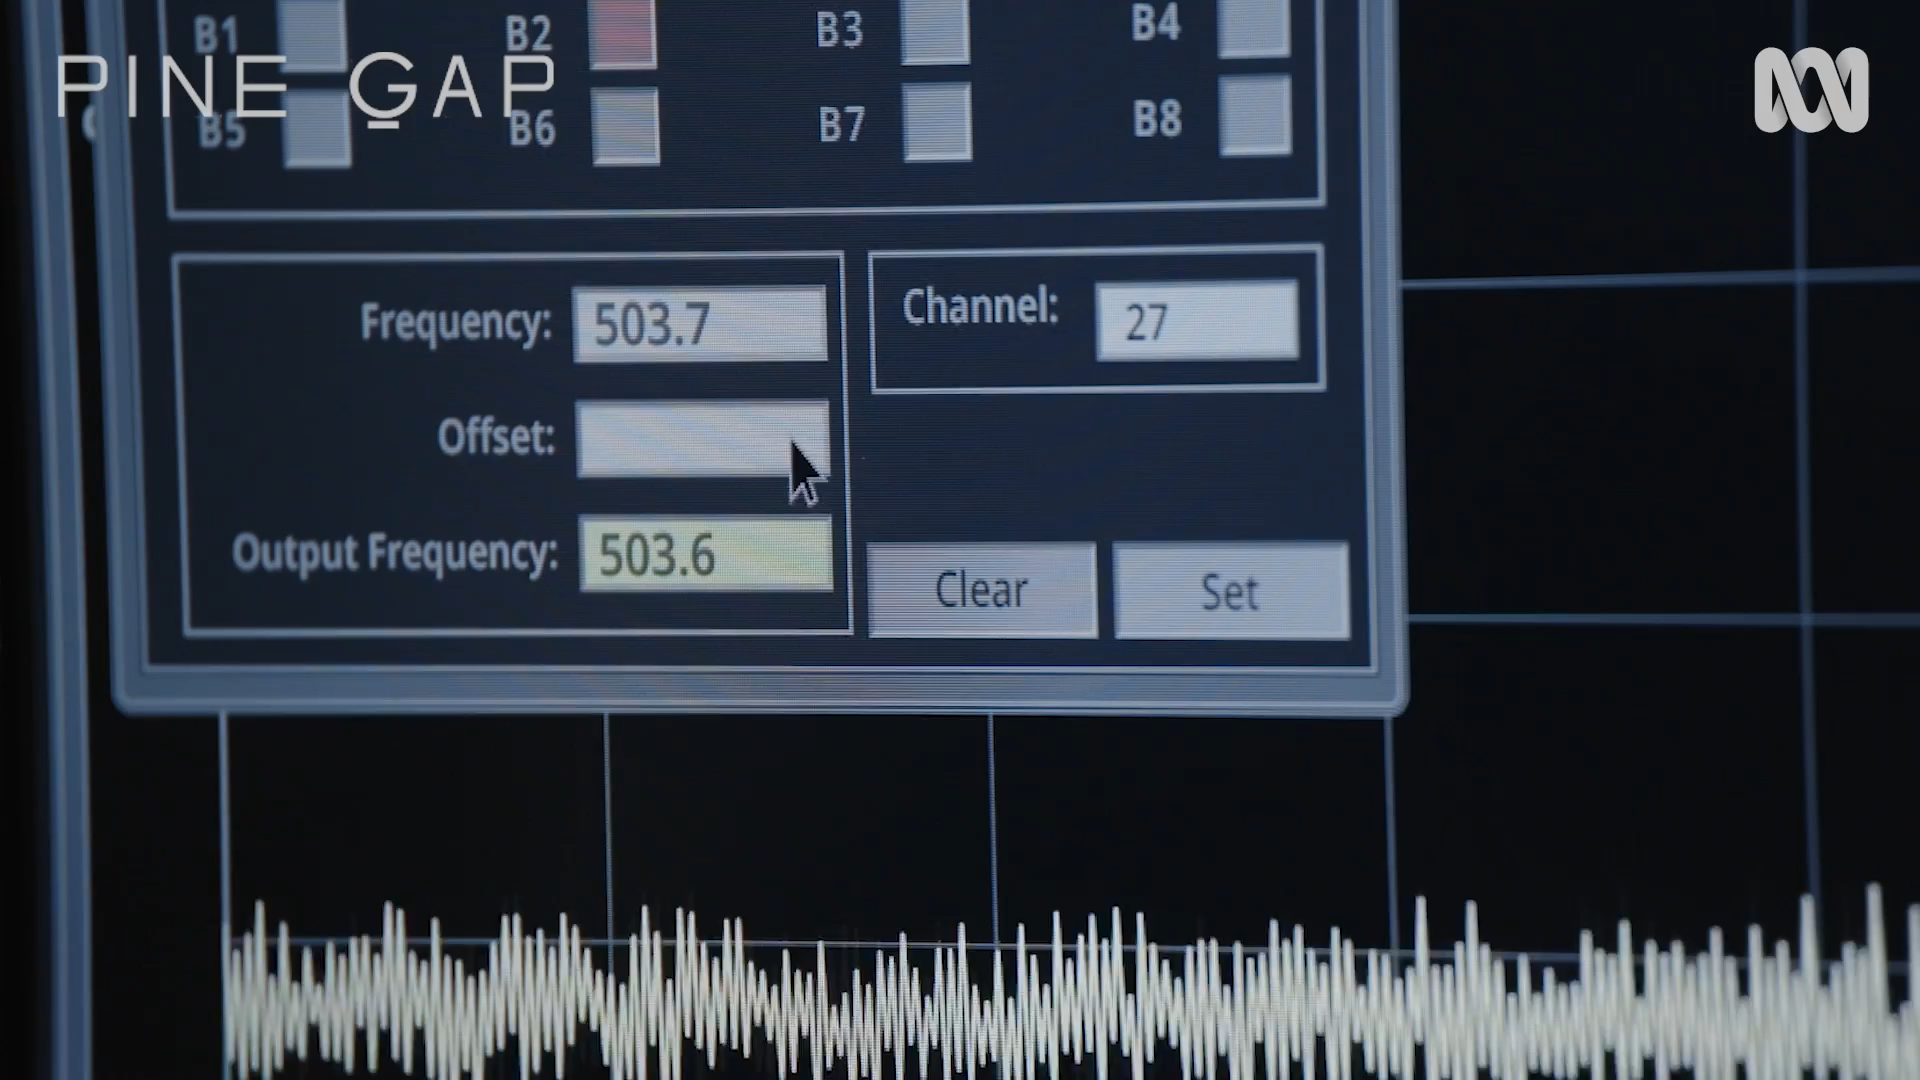 B1 B2 B3 B4
PINE GAP
B5 B6 B7 B8
Frequency: 503.7
Channel: 27
Offset:
Output Frequency: 503.6
Clear Set